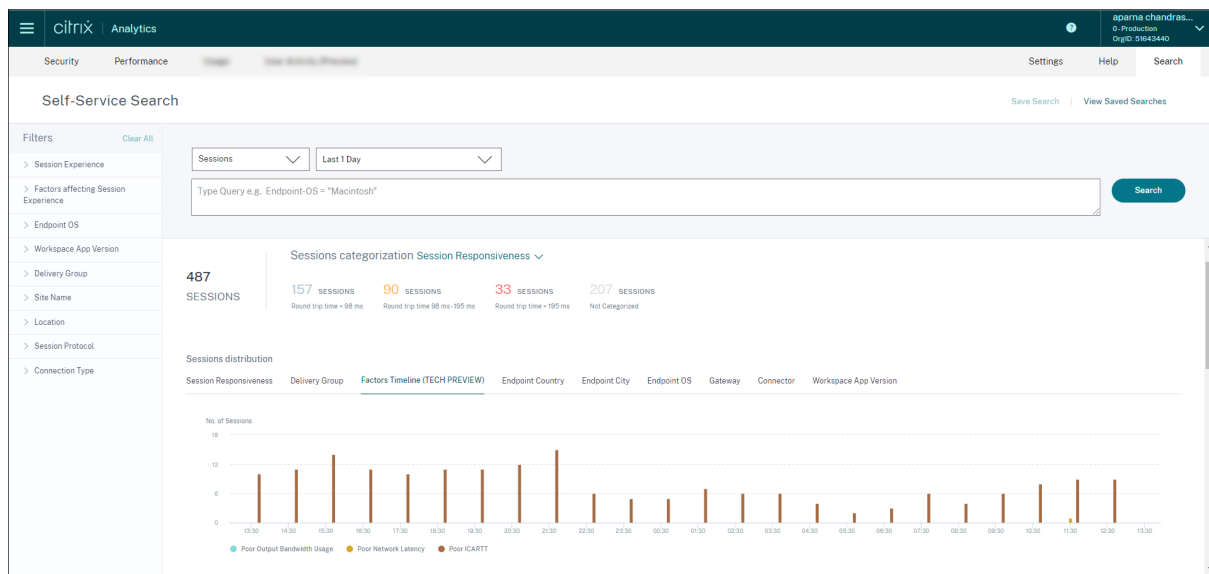 citrix | Analytics
?
aparna chandras...
0-Production
OrgID: 51643440
Security Performance
Settings Help Search
Self-Service Search
Save Search | View Saved Searches
Filters Clear All
Session Experience
Factors affecting Session
Experience
Endpoint OS
Workspace App Version
Delivery Group
Site Name
Location
Session Protocol
Connection Type
Sessions Last 1 Day
Type Query e.g. Endpoint-OS = "Macintosh"
Search
487
SESSIONS
Sessions categorization Session Responsiveness
157 SESSIONS 90 SESSIONS 33 SESSIONS 207 SESSIONS
Round trip time < 98 ms Round trip time 98 ms -195 ms Round trip time > 195 ms Not Categorized
Sessions distribution
Session Responsiveness Delivery Group Factors Timeline (TECH PREVIEW) Endpoint Country Endpoint City Endpoint OS Gateway Connector Workspace App Version
No. of Sessions
18
12
6
0
13:30 14:30 15:30 16:30 17:30 18:30 19:30 20:30 21:30 22:30 23:30 00:30 01:30 02:30 03:30 04:30 05:30 06:30 07:30 08:30 09:30 10:30 11:30 12:30 13:30
Poor Output Bandwidth Usage Poor Network Latency Poor ICARTT